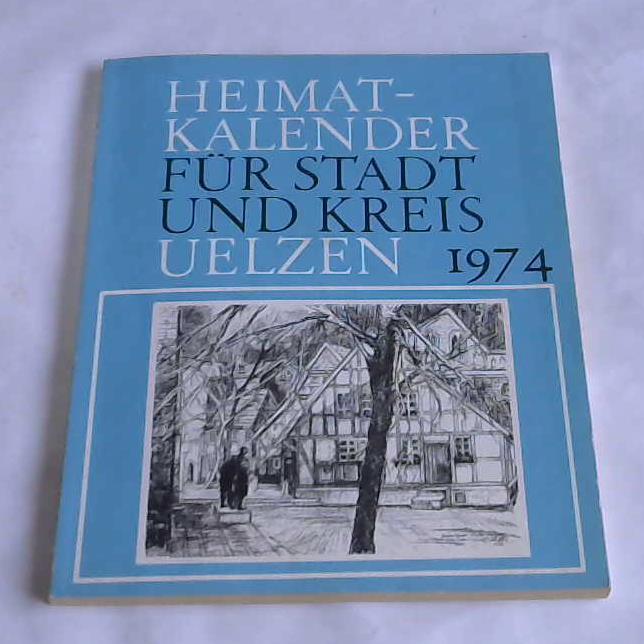 HEIMAT-
KALENDER
FÜR STADT
UND KREIS
UELZEN 1974